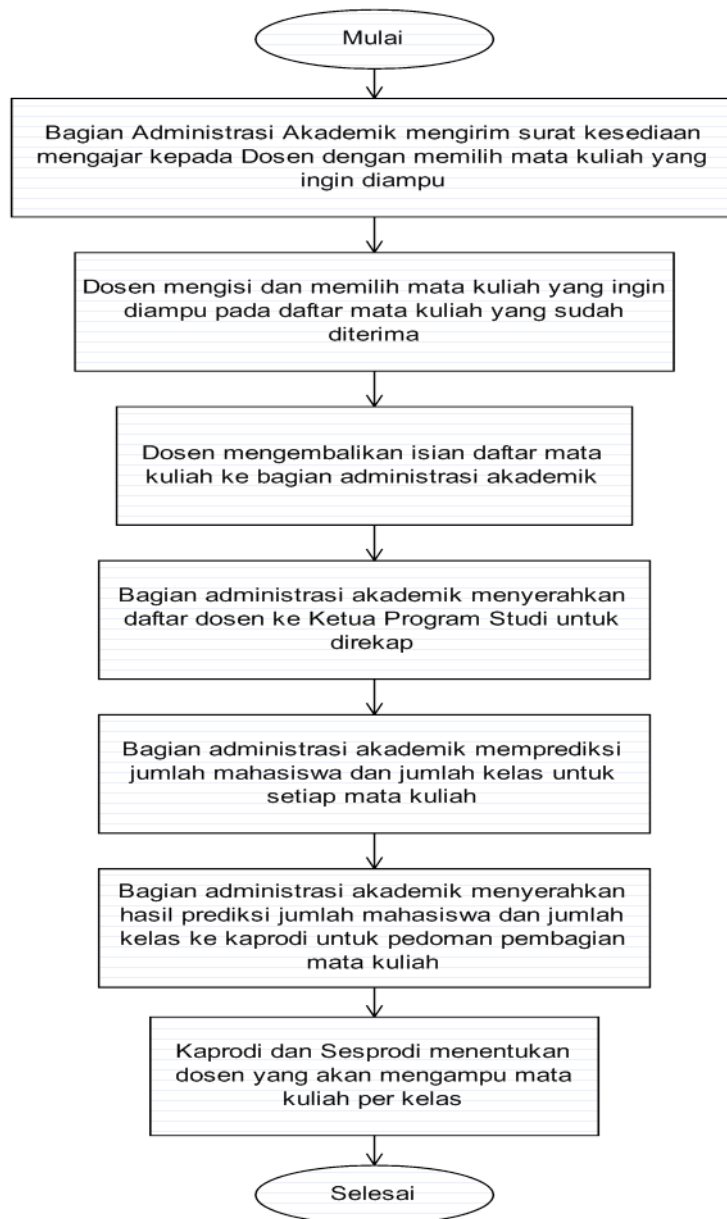 Mulai
Bagian Administrasi Akademik mengirim surat kesediaan
mengajar kepada Dosen dengan memilih mata kuliah yang
ingin diampu
Dosen mengisi dan memilih mata kuliah yang ingin
diampu pada daftar mata kuliah yang sudah
diterima
Dosen mengembalikan isian daftar mata
kuliah ke bagian administrasi akademik
Bagian administrasi akademik menyerahkan
daftar dosen ke Ketua Program Studi untuk
direkap
Bagian administrasi akademik memprediksi
jumlah mahasiswa dan jumlah kelas untuk
setiap mata kuliah
Bagian administrasi akademik menyerahkan
hasil prediksi jumlah mahasiswa dan jumlah
kelas ke kaprodi untuk pedoman pembagian
mata kuliah
Kaprodi dan Sesprodi menentukan
dosen yang akan mengampu mata
kuliah per kelas
Selesai